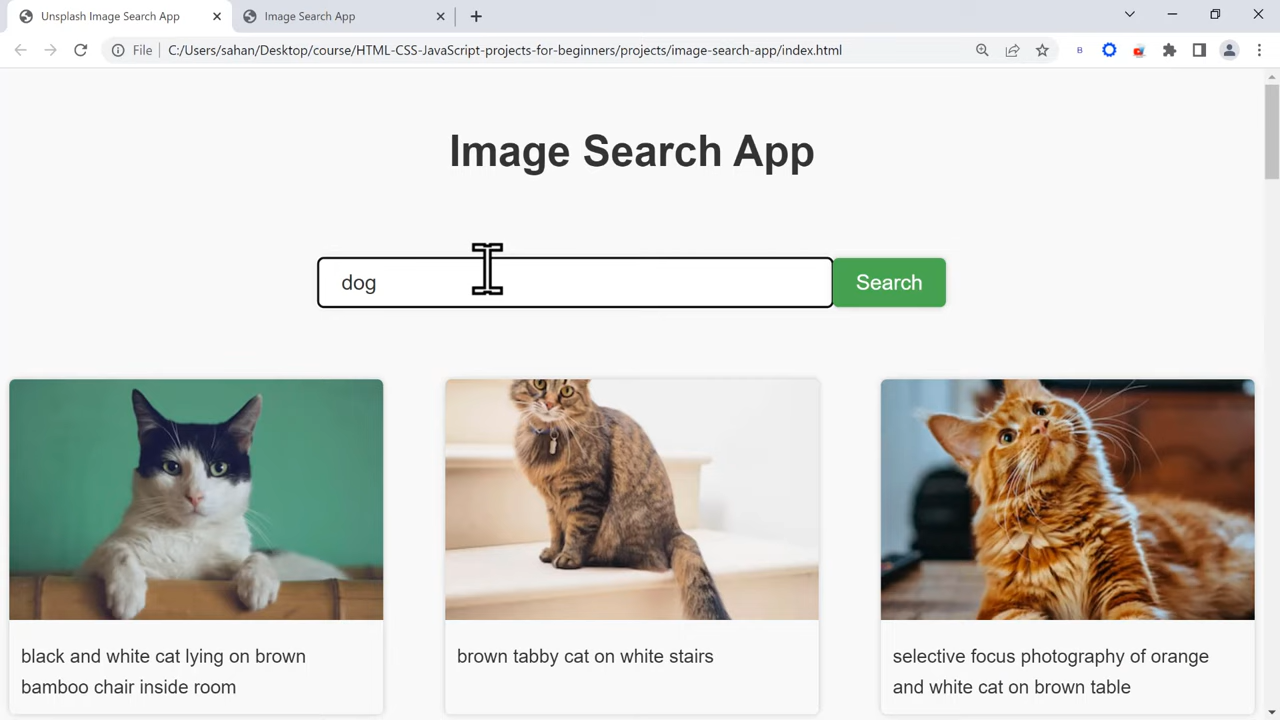 Unsplash Image Search App
Image Search App
File
C:/Users/sahan/Desktop/course/HTML-CSS-JavaScript-projects-for-beginners/projects/image-search-app/index.html
B
Image Search App
dog
Search
black and white cat lying on brown
bamboo chair inside room
brown tabby cat on white stairs
selective focus photography of orange
and white cat on brown table